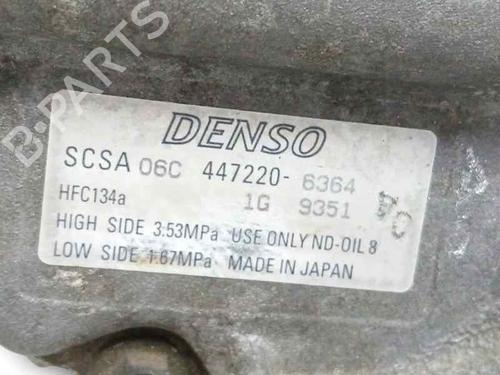 B-PARTS
DENSO
SCSA 06C 447220-6364
HFC134a 1G 9351
HIGH SIDE 3.53MPa USE ONLY ND-OIL 8
LOW SIDE 1.67MPa MADE IN JAPAN